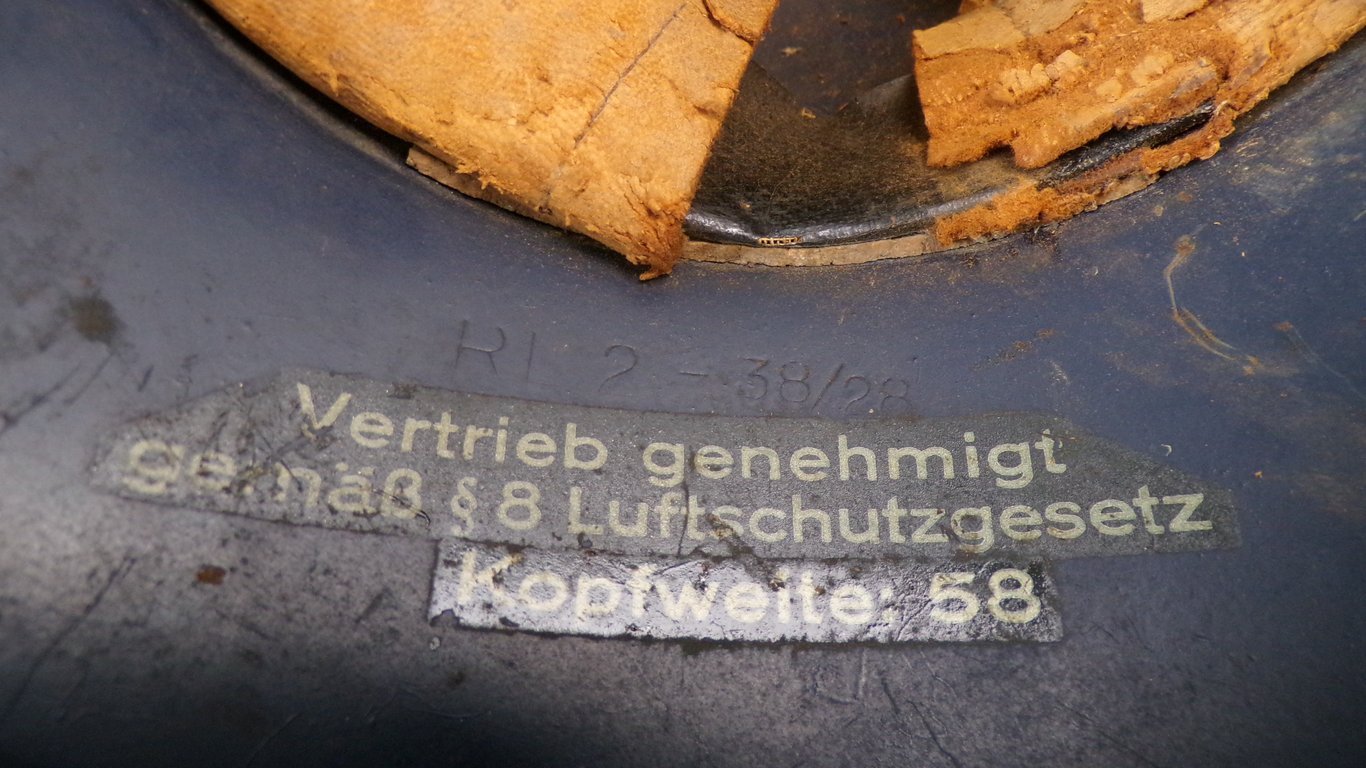 RL 2 - 38/28
Vertrieb genehmigt
gemäß § 8 Luftschutzgesetz
Kopfweite: 58